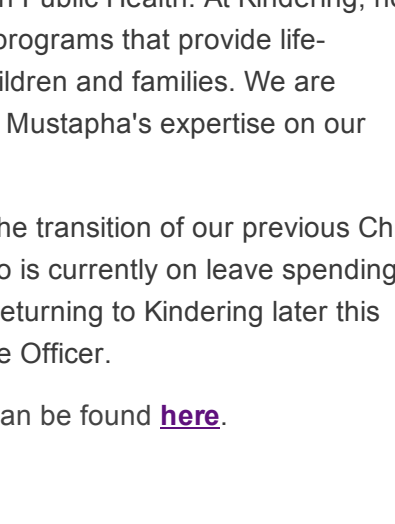 n Public Health. At Kindering, h
programs that provide life-
ildren and families. We are
Mustapha's expertise on our
he transition of our previous Ch
o is currently on leave spending
eturning to Kindering later this
e Officer.
an be found here.